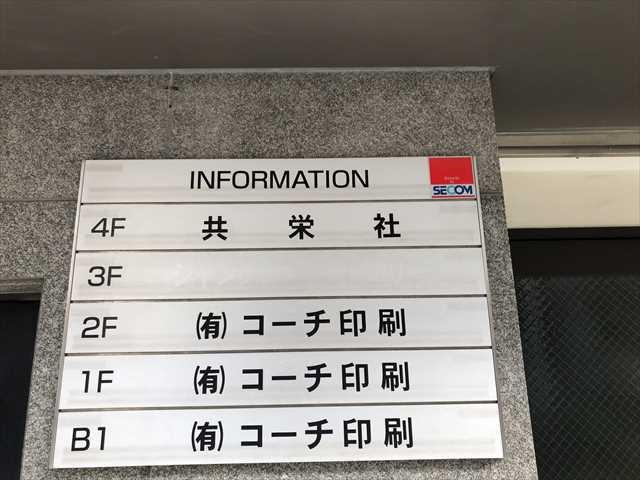 INFORMATION
SECOM
4F 共栄社
3F
2F ㈲コーチ印刷
1F ㈲コーチ印刷
B1 ㈲コーチ印刷